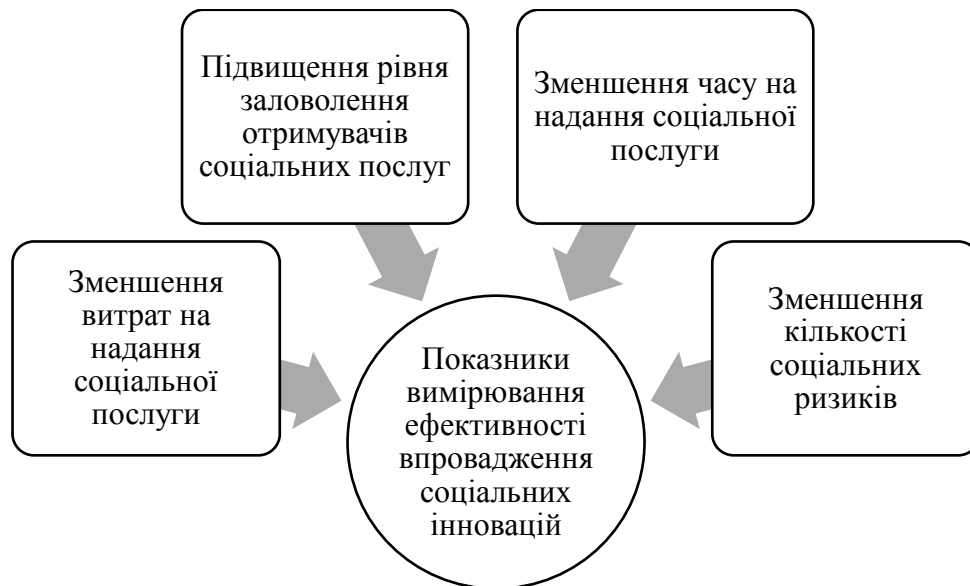 Підвищення рівня
заловолення
отримувачів
соціальних послуг
Зменшення часу на
надання соціальної
послуги
Зменшення
витрат на
надання
соціальної
послуги
Зменшення
кількості
соціальних
ризиків
Показники
вимірювання
ефективності
впровадження
соціальних
інновацій